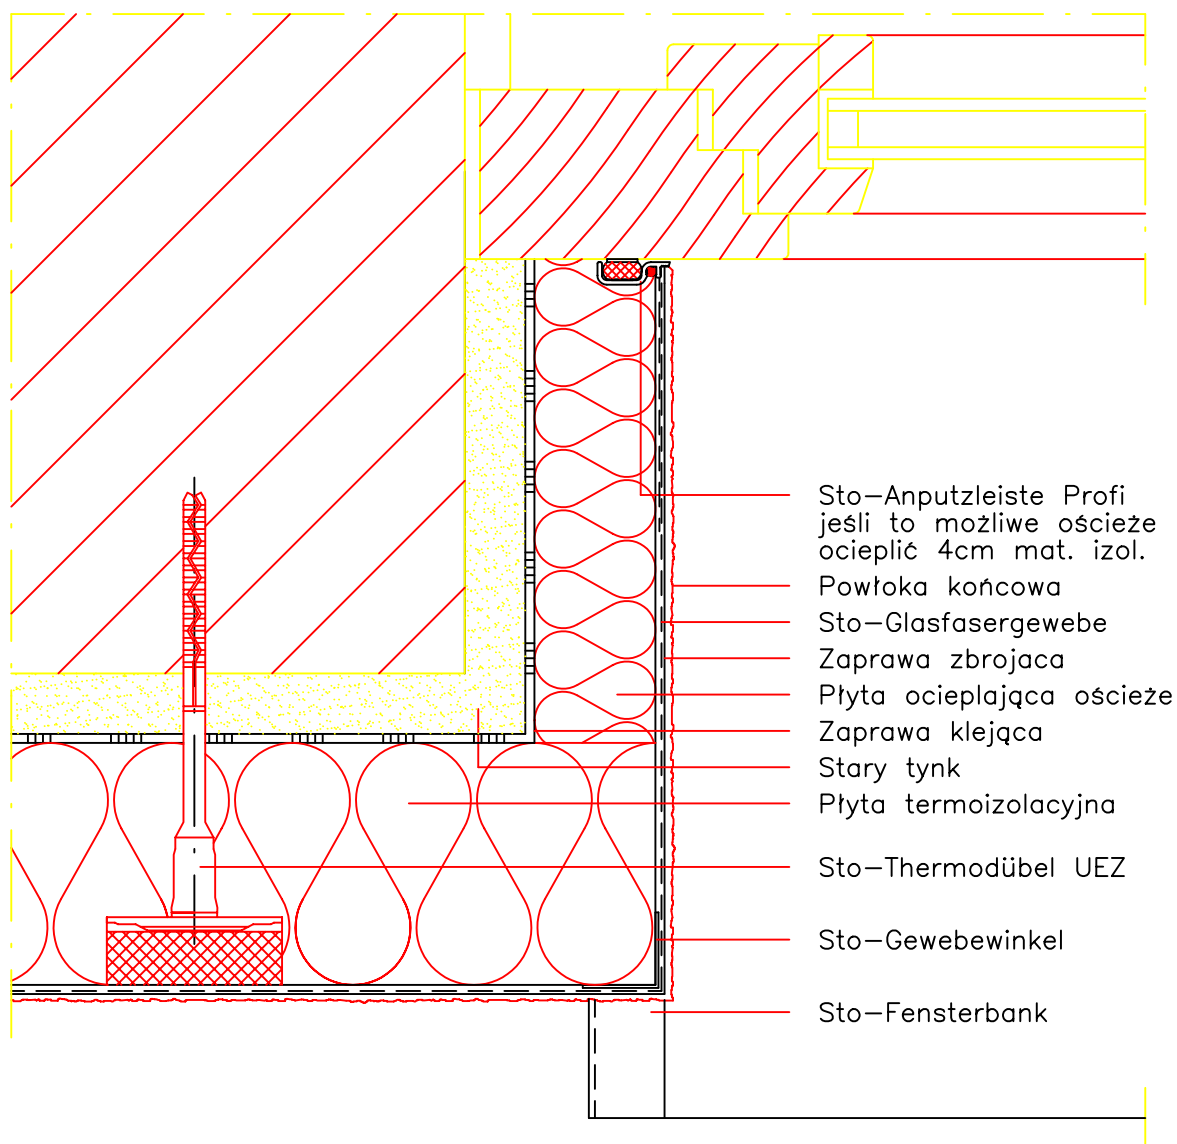 Sto-Anputzleiste Profi
jeśli to możliwe ościeże
ocieplić 4cm mat. izol.
Powłoka końcowa
Sto-Glasfasergewebe
Zaprawa zbrojaca
Płyta ocieplająca ościeże
Zaprawa klejąca
Stary tynk
Płyta termoizolacyjna
Sto-Thermodübel UEZ
Sto-Gewebewinkel
Sto-Fensterbank